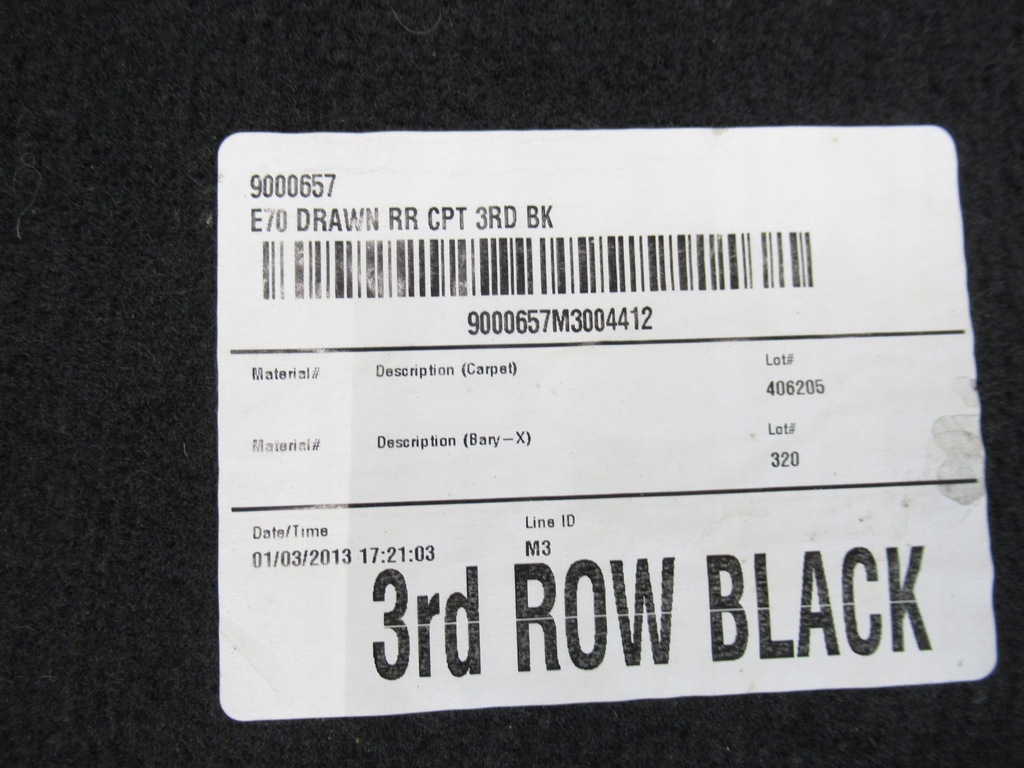 9000657
E70 DRAWN RR CPT 3RD BK
9000657M3004412
Material# Description (Carpet) Lot#
406205
Material# Description (Bary-X) Lot#
320
Date/Time Line ID
01/03/2013 17:21:03 M3
3rd ROW BLACK